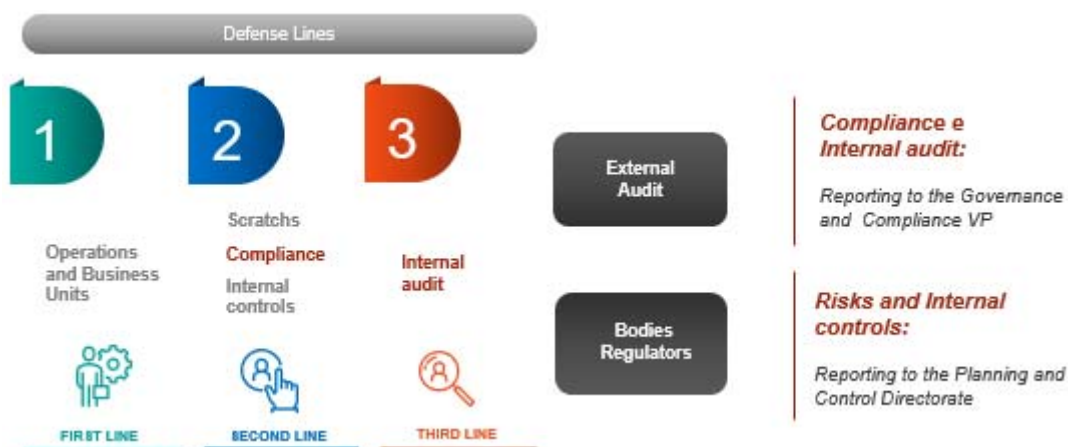 Defense Lines
1
2
3
Operations
and Business
Units
Scratchs
Compliance
Internal
controls
Internal
audit
FIRST LINE
SECOND LINE
THIRD LINE
External
Audit
Bodies
Regulators
Compliance e
Internal audit:
Reporting to the Governance
and Compliance VP
Risks and Internal
controls:
Reporting to the Planning and
Control Directorate